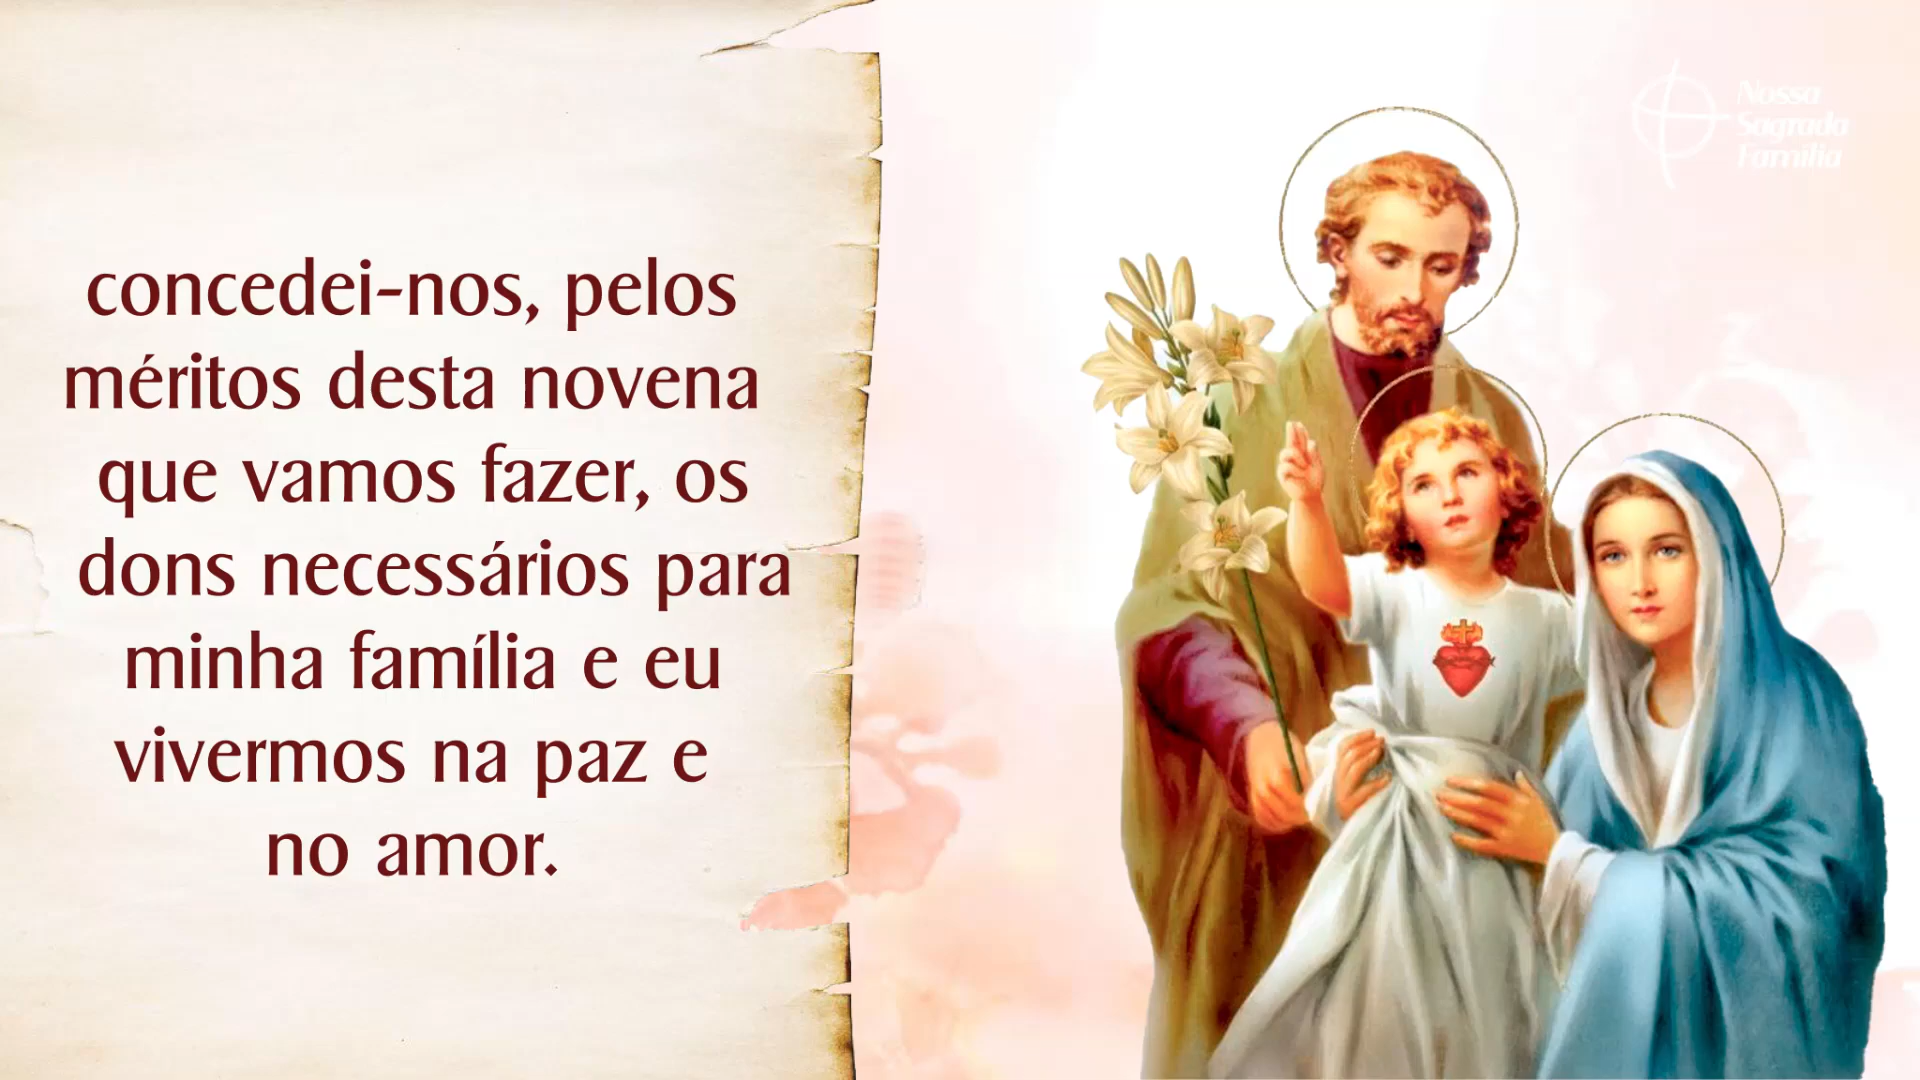 concedei-nos, pelos
méritos desta novena
que vamos fazer, os
dons necessários para
minha família e eu
vivermos na paz e
no amor.
Nossa
Sagrada
Família